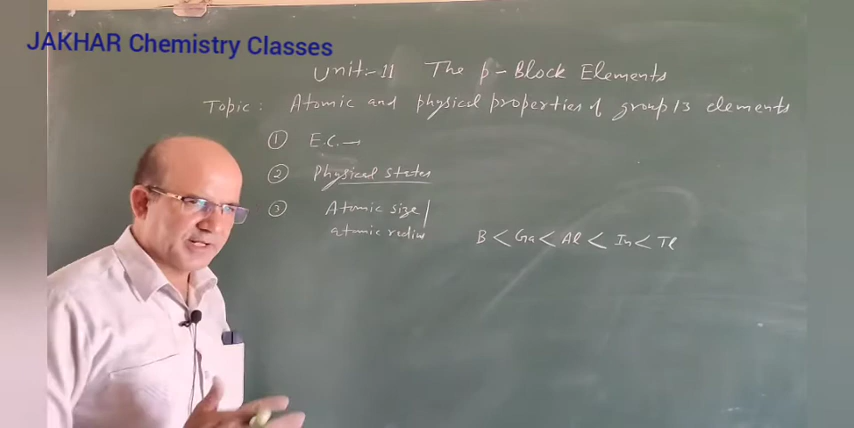 JAKHAR Chemistry Classes
Unit:- 11 The p-Block Elements
Topic: Atomic and physical properties of group 13 elements
① E.C. —
② Physical states
③ Atomic size /
atomic radius
B < Ga < Al < In < Tl